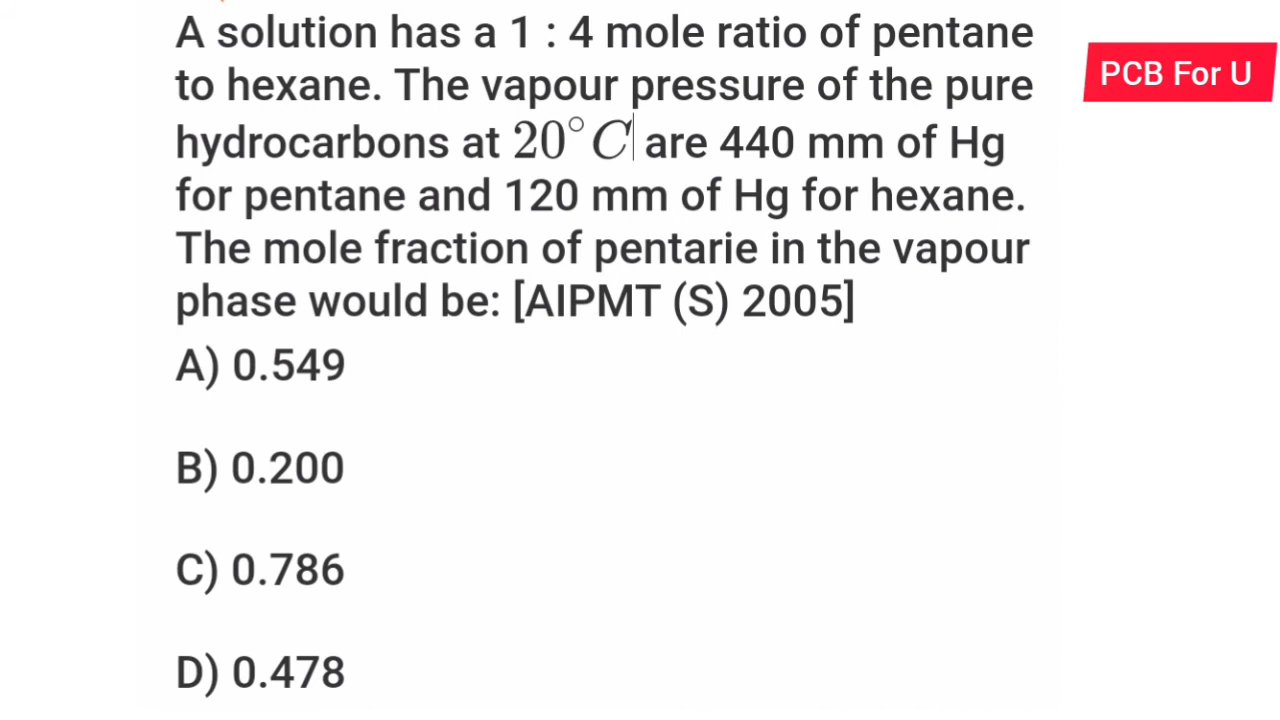 A solution has a 1 : 4 mole ratio of pentane
to hexane. The vapour pressure of the pure
hydrocarbons at 20° C| are 440 mm of Hg
for pentane and 120 mm of Hg for hexane.
The mole fraction of pentarie in the vapour
phase would be: [AIPMT (S) 2005]
A) 0.549
B) 0.200
C) 0.786
D) 0.478
PCB For U